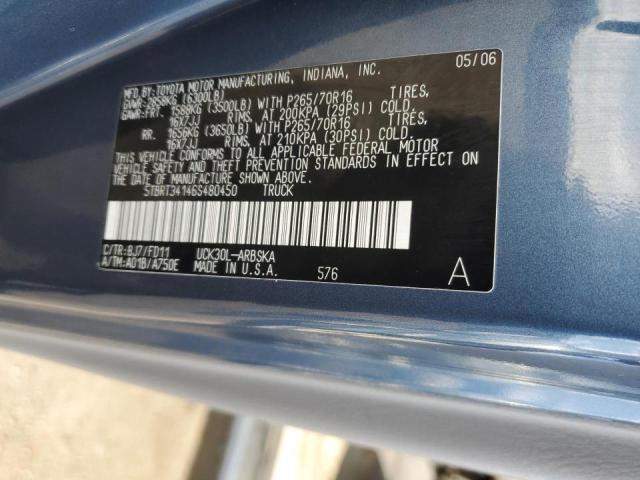 MFD. BY: TOYOTA MOTOR MANUFACTURING, INDIANA, INC. 05/06
GVWR: 2858KG (6300LB)
GAWR: FRT. 1588KG (3500LB) WITH P265/70R16 TIRES,
16X7JJ RIMS, AT 200KPA (29PSI) COLD.
RR. 1656KG (3650LB) WITH P265/70R16 TIRES,
16X7JJ RIMS, AT 210KPA (30PSI) COLD.
THIS VEHICLE CONFORMS TO ALL APPLICABLE FEDERAL MOTOR
VEHICLE SAFETY AND THEFT PREVENTION STANDARDS IN EFFECT ON
THE DATE OF MANUFACTURE SHOWN ABOVE.
5TBRT34146S480450 TRUCK
C/TR: 8J7/FD11 UCK30L-ARBSKA
A/TM: A01B/A750E MADE IN U.S.A. 576 A